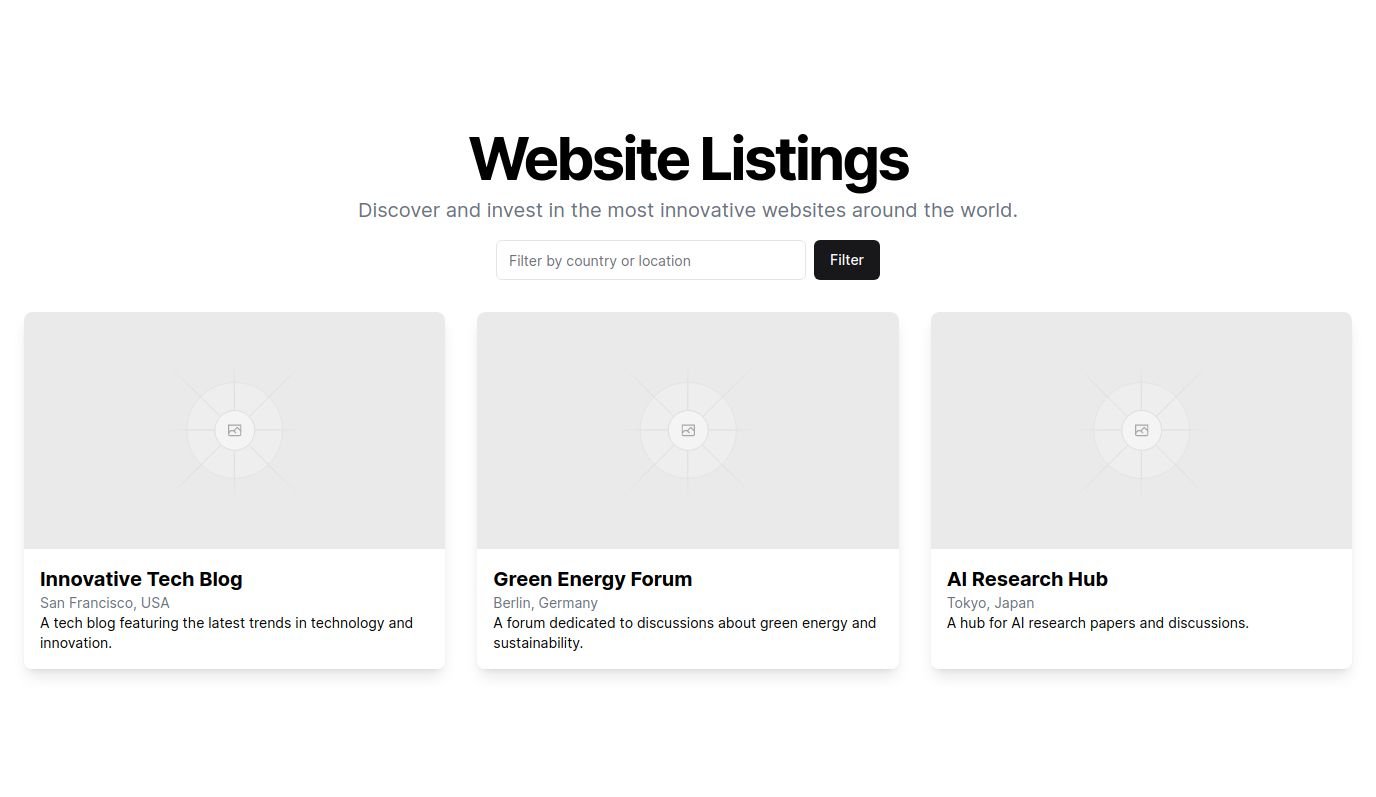 Website Listings
Discover and invest in the most innovative websites around the world.
Filter by country or location
Filter
Innovative Tech Blog
San Francisco, USA
A tech blog featuring the latest trends in technology and
innovation.
Green Energy Forum
Berlin, Germany
A forum dedicated to discussions about green energy and
sustainability.
AI Research Hub
Tokyo, Japan
A hub for AI research papers and discussions.